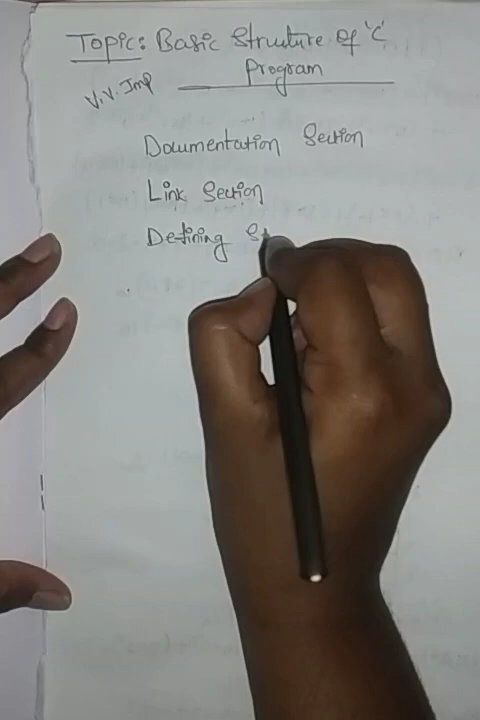 Topic: Basic Structure of 'C'
Program
V.V. Imp
Documentation Section
Link Section
Defining